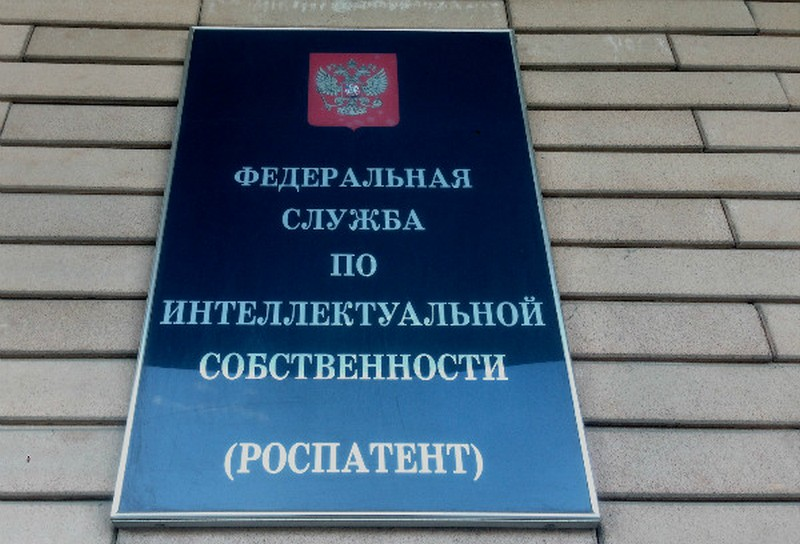 ФЕДЕРАЛЬНАЯ
СЛУЖБА
ПО
ИНТЕЛЛЕКТУАЛЬНОЙ
СОБСТВЕННОСТИ
(РОСПАТЕНТ)